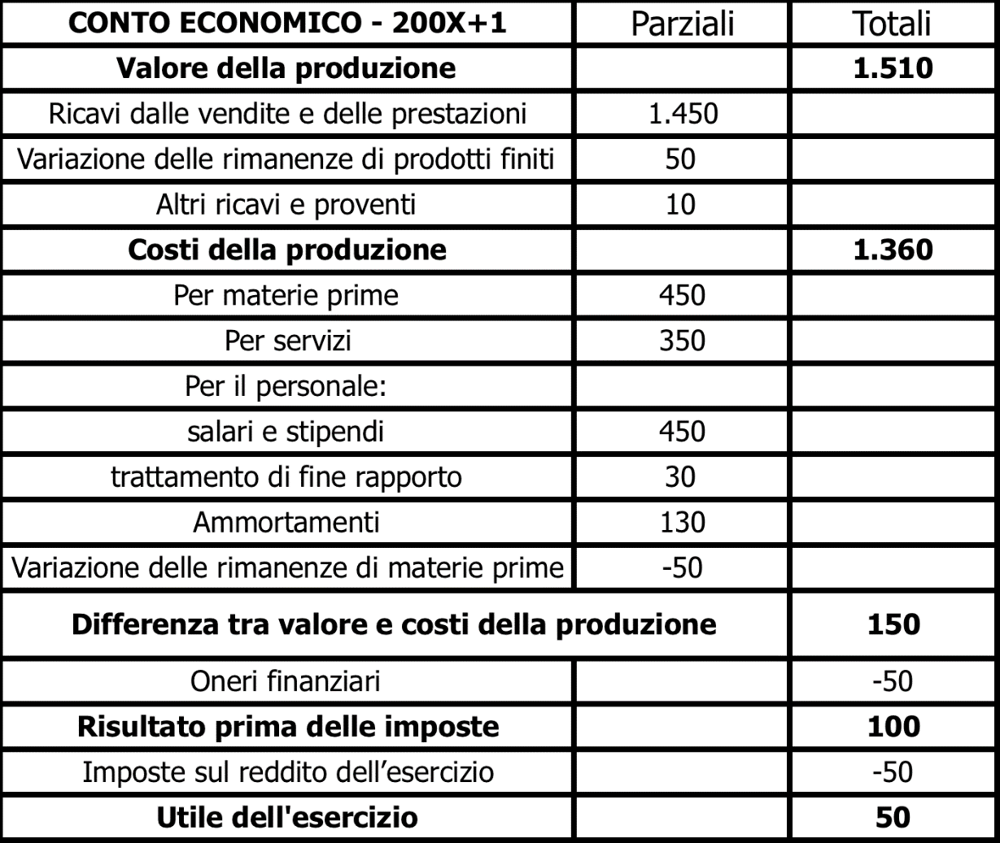 CONTO ECONOMICO - 200X+1 Parziali Totali
Valore della produzione 1.510
Ricavi dalle vendite e delle prestazioni 1.450
Variazione delle rimanenze di prodotti finiti 50
Altri ricavi e proventi 10
Costi della produzione 1.360
Per materie prime 450
Per servizi 350
Per il personale:
salari e stipendi 450
trattamento di fine rapporto 30
Ammortamenti 130
Variazione delle rimanenze di materie prime -50
Differenza tra valore e costi della produzione 150
Oneri finanziari -50
Risultato prima delle imposte 100
Imposte sul reddito dell’esercizio -50
Utile dell'esercizio 50